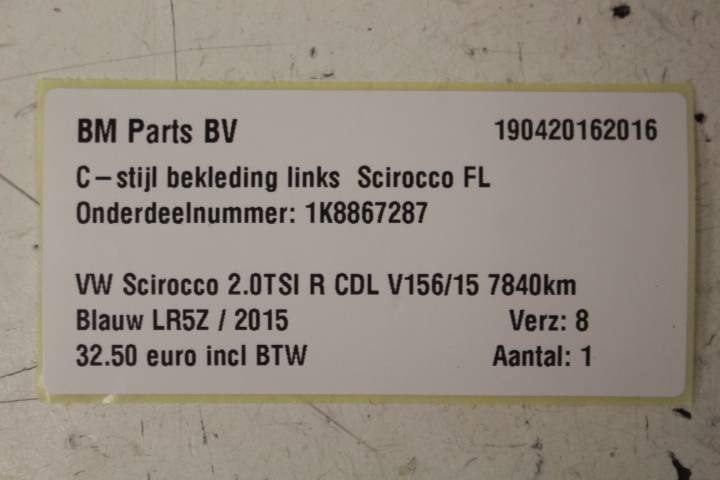 BM Parts BV 190420162016
C-stijl bekleding links Scirocco FL
Onderdeelnummer: 1K8867287
VW Scirocco 2.0TSI R CDL V156/15 7840km
Blauw LR5Z / 2015 Verz: 8
32.50 euro incl BTW Aantal: 1